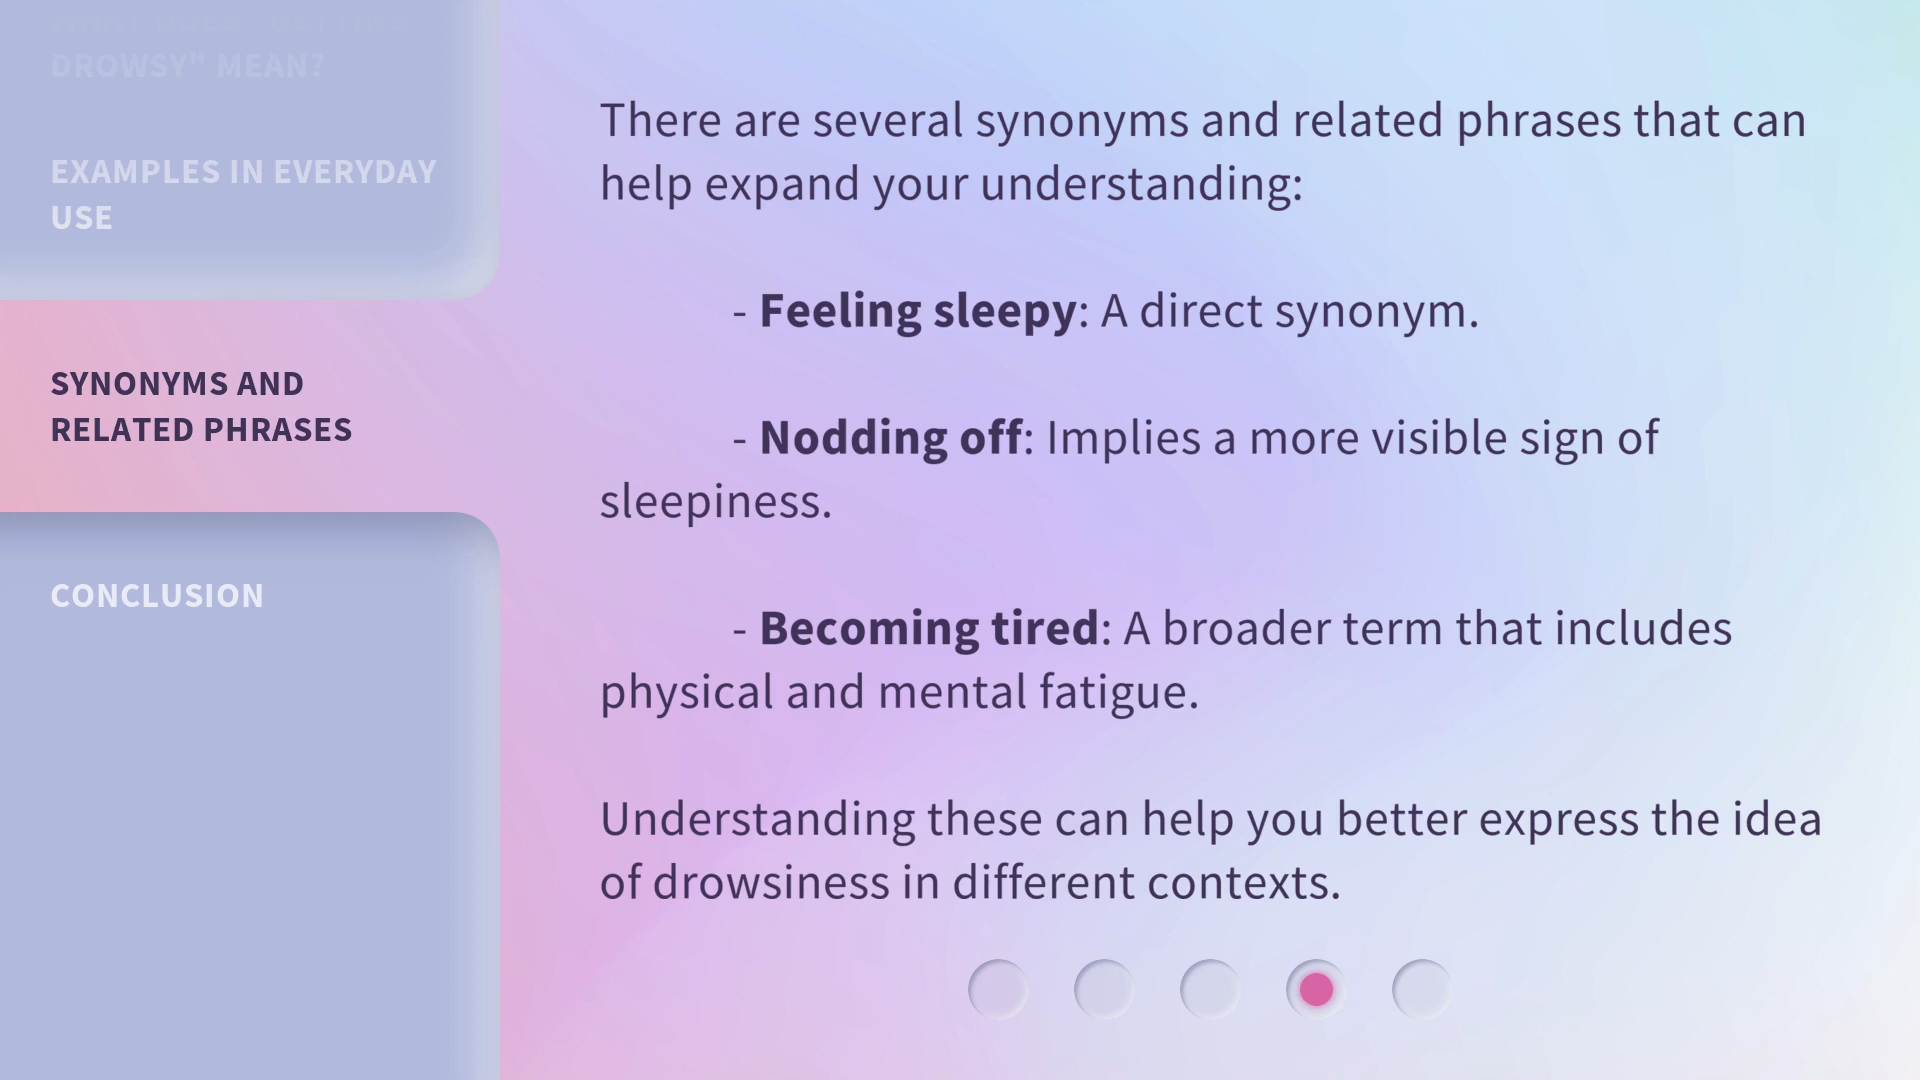 DROWSY" MEAN?
EXAMPLES IN EVERYDAY
USE
SYNONYMS AND
RELATED PHRASES
CONCLUSION
There are several synonyms and related phrases that can
help expand your understanding:
- Feeling sleepy: A direct synonym.
- Nodding off: Implies a more visible sign of
sleepiness.
- Becoming tired: A broader term that includes
physical and mental fatigue.
Understanding these can help you better express the idea
of drowsiness in different contexts.